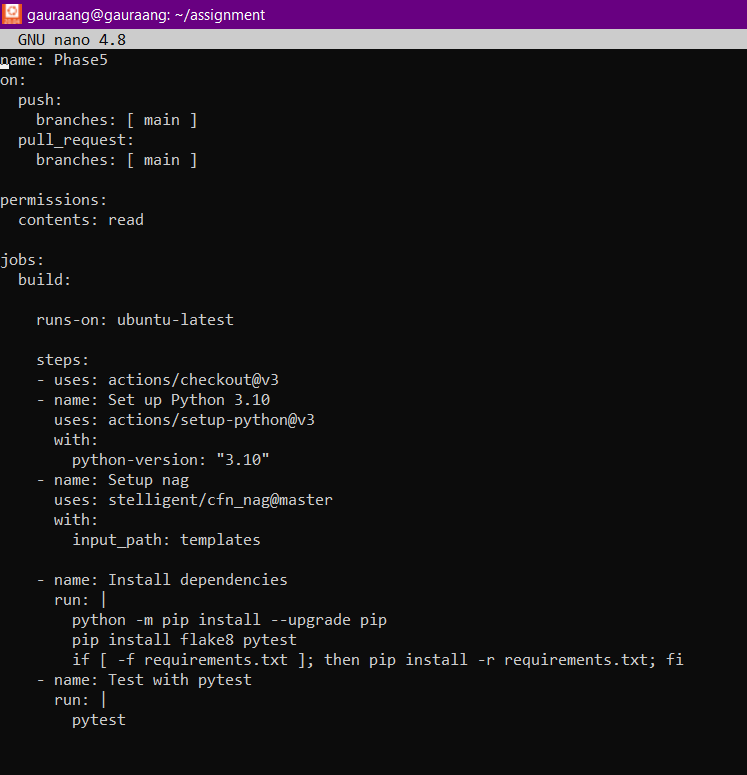 gauraang@gauraang: ~/assignment
GNU nano 4.8
name: Phase5
on:
  push:
    branches: [ main ]
  pull_request:
    branches: [ main ]

permissions:
  contents: read

jobs:
  build:

    runs-on: ubuntu-latest

    steps:
    - uses: actions/checkout@v3
    - name: Set up Python 3.10
      uses: actions/setup-python@v3
      with:
        python-version: "3.10"
    - name: Setup nag
      uses: stelligent/cfn_nag@master
      with:
        input_path: templates

    - name: Install dependencies
      run: |
        python -m pip install --upgrade pip
        pip install flake8 pytest
        if [ -f requirements.txt ]; then pip install -r requirements.txt; fi
    - name: Test with pytest
      run: |
        pytest